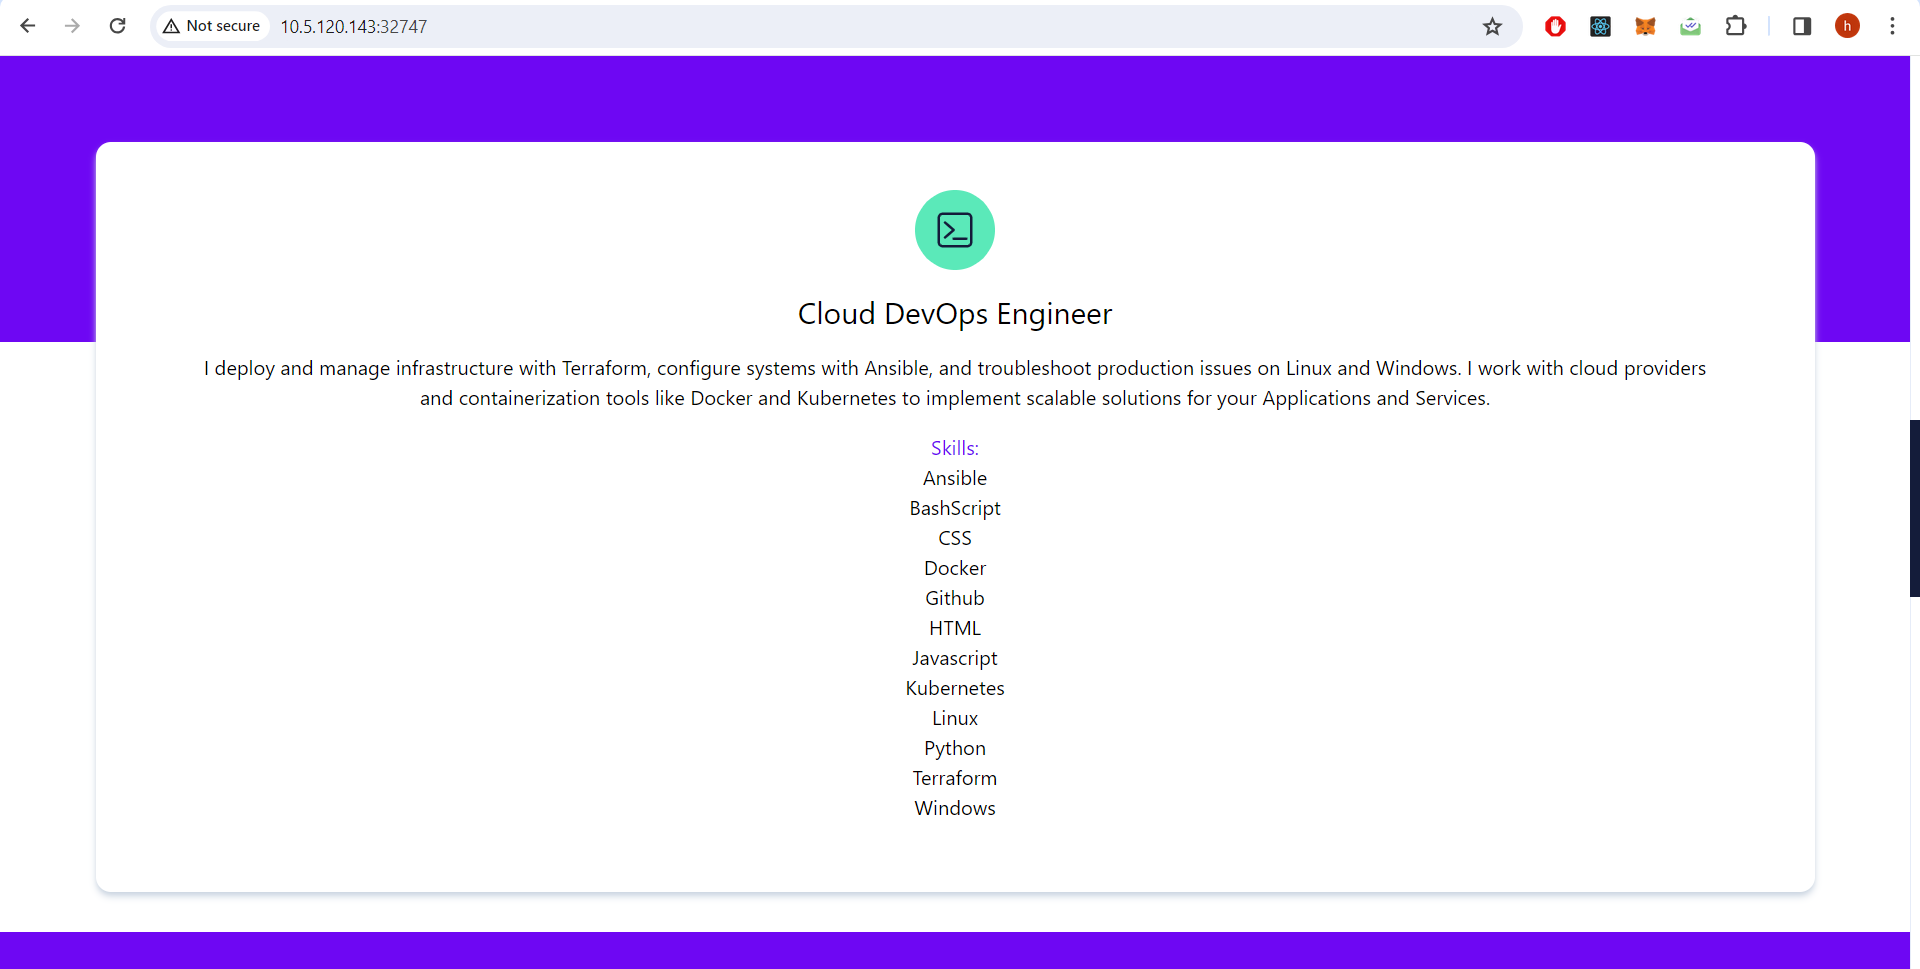 Not secure
10.5.120.143:32747
h
Cloud DevOps Engineer
I deploy and manage infrastructure with Terraform, configure systems with Ansible, and troubleshoot production issues on Linux and Windows. I work with cloud providers
and containerization tools like Docker and Kubernetes to implement scalable solutions for your Applications and Services.
Skills:
Ansible
BashScript
CSS
Docker
Github
HTML
Javascript
Kubernetes
Linux
Python
Terraform
Windows